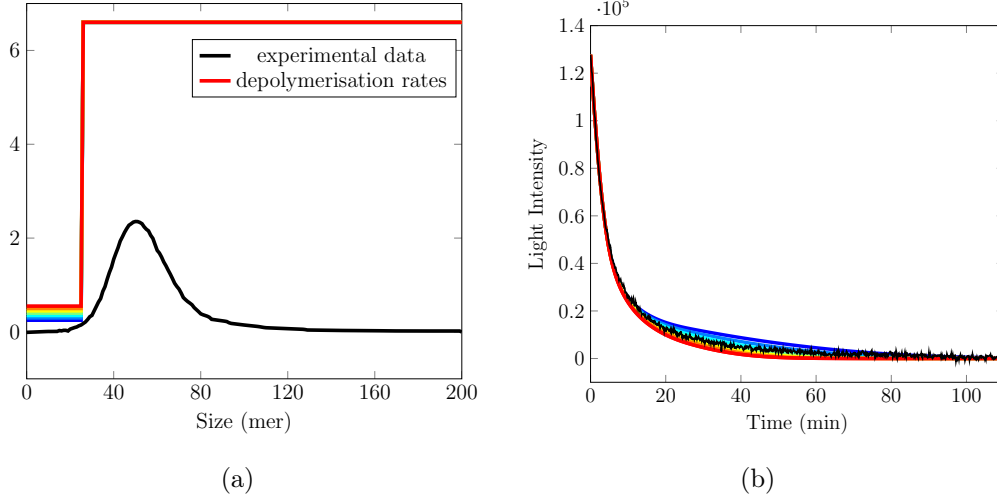 6
4
2
0
0 40 80 120 160 200
Size (mer)
experimental data
depolymerisation rates
(a)
·10⁵
1.4
1.2
1
0.8
0.6
0.4
0.2
0
0 20 40 60 80 100
Light Intensity
Time (min)
(b)